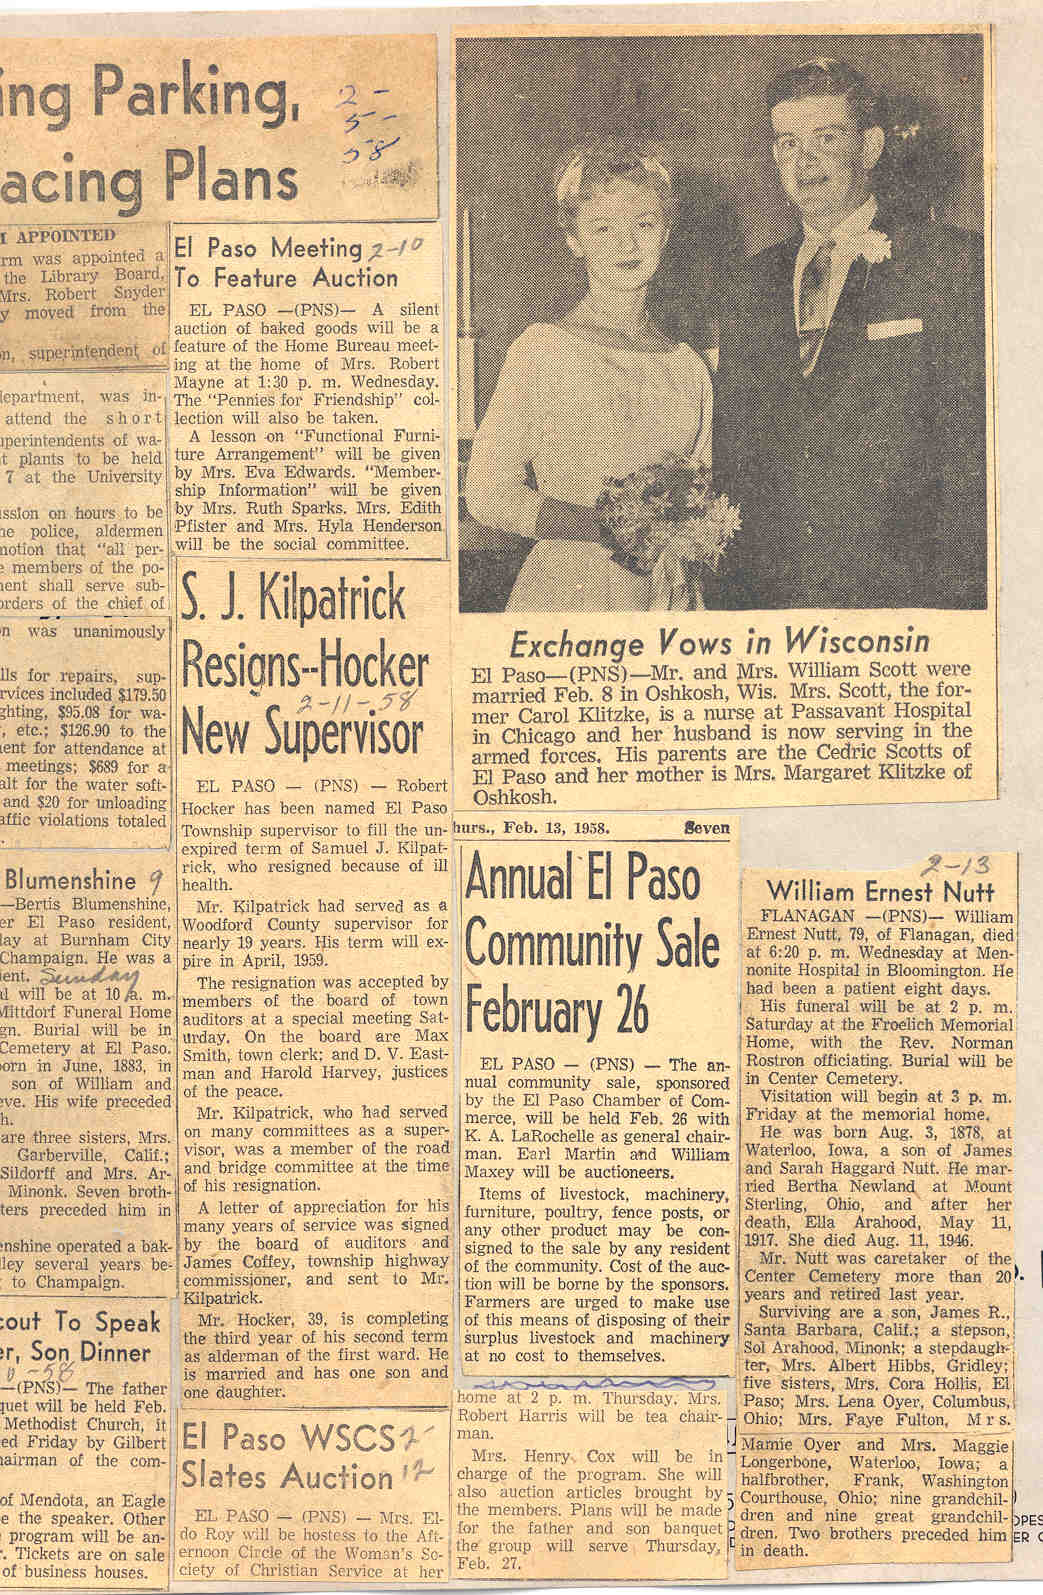 ing Parking,
acing Plans
2-
5-
58
I APPOINTED
rm was appointed a
the Library Board,
Mrs. Robert Snyder
y moved from the
on, superintendent of
department, was in-
attend the short
uperintendents of wa-
t plants to be held
7 at the University
ussion on hours to be
he police, aldermen
motion that "all per-
e members of the po-
ment shall serve sub-
orders of the chief of
n was unanimously
lls for repairs, sup-
rvices included $179.50
ghting, $95.08 for wa-
, etc.; $126.90 to the
ent for attendance at
meetings; $689 for a
alt for the water soft-
and $20 for unloading
affic violations totaled
Blumenshine 9
—Bertis Blumenshine,
er El Paso resident,
day at Burnham City
Champaign. He was a
ient. Sunday
al will be at 10 a. m.
Mittdorf Funeral Home
gn. Burial will be in
Cemetery at El Paso.
born in June, 1883, in
son of William and
eve. His wife preceded
h.
are three sisters, Mrs.
Garberville, Calif.;
Sildorff and Mrs. Ar-
Minonk. Seven broth-
ters preceded him in
enshine operated a bak-
lley several years be-
to Champaign.
cout To Speak
er, Son Dinner
0-58
—(PNS)— The father
quet will be held Feb.
Methodist Church, it
ed Friday by Gilbert
hairman of the com-
of Mendota, an Eagle
e the speaker. Other
program will be an-
. Tickets are on sale
of business houses.
El Paso Meeting 2-10
To Feature Auction
EL PASO —(PNS)— A silent
auction of baked goods will be a
feature of the Home Bureau meet-
ing at the home of Mrs. Robert
Mayne at 1:30 p. m. Wednesday.
The "Pennies for Friendship" col-
lection will also be taken.
A lesson on "Functional Furni-
ture Arrangement" will be given
by Mrs. Eva Edwards. "Member-
ship Information" will be given
by Mrs. Ruth Sparks. Mrs. Edith
Pfister and Mrs. Hyla Henderson
will be the social committee.
S. J. Kilpatrick
Resigns--Hocker
2-11-58
New Supervisor
EL PASO — (PNS) — Robert
Hocker has been named El Paso
Township supervisor to fill the un-
expired term of Samuel J. Kilpat-
rick, who resigned because of ill
health.
Mr. Kilpatrick had served as a
Woodford County supervisor for
nearly 19 years. His term will ex-
pire in April, 1959.
The resignation was accepted by
members of the board of town
auditors at a special meeting Sat-
urday. On the board are Max
Smith, town clerk; and D. V. East-
man and Harold Harvey, justices
of the peace.
Mr. Kilpatrick, who had served
on many committees as a super-
visor, was a member of the road
and bridge committee at the time
of his resignation.
A letter of appreciation for his
many years of service was signed
by the board of auditors and
James Coffey, township highway
commissioner, and sent to Mr.
Kilpatrick.
Mr. Hocker, 39, is completing
the third year of his second term
as alderman of the first ward. He
is married and has one son and
one daughter.
El Paso WSCS 2-
Slates Auction 12
EL PASO — (PNS) — Mrs. El-
do Roy will be hostess to the Aft-
ernoon Circle of the Woman's So-
ciety of Christian Service at her
home at 2 p. m. Thursday. Mrs.
Robert Harris will be tea chair-
man.
Mrs. Henry Cox will be in
charge of the program. She will
also auction articles brought by
the members. Plans will be made
for the father and son banquet
the group will serve Thursday,
Feb. 27.
Exchange Vows in Wisconsin
El Paso—(PNS)—Mr. and Mrs. William Scott were
married Feb. 8 in Oshkosh, Wis. Mrs. Scott, the for-
mer Carol Klitzke, is a nurse at Passavant Hospital
in Chicago and her husband is now serving in the
armed forces. His parents are the Cedric Scotts of
El Paso and her mother is Mrs. Margaret Klitzke of
Oshkosh.
hurs., Feb. 13, 1958. Seven
Annual El Paso
Community Sale
February 26
EL PASO — (PNS) — The an-
nual community sale, sponsored
by the El Paso Chamber of Com-
merce, will be held Feb. 26 with
K. A. LaRochelle as general chair-
man. Earl Martin and William
Maxey will be auctioneers.
Items of livestock, machinery,
furniture, poultry, fence posts, or
any other product may be con-
signed to the sale by any resident
of the community. Cost of the auc-
tion will be borne by the sponsors.
Farmers are urged to make use
of this means of disposing of their
surplus livestock and machinery
at no cost to themselves.
2-13
William Ernest Nutt
FLANAGAN —(PNS)— William
Ernest Nutt, 79, of Flanagan, died
at 6:20 p. m. Wednesday at Men-
nonite Hospital in Bloomington. He
had been a patient eight days.
His funeral will be at 2 p. m.
Saturday at the Froelich Memorial
Home, with the Rev. Norman
Rostron officiating. Burial will be
in Center Cemetery.
Visitation will begin at 3 p. m.
Friday at the memorial home.
He was born Aug. 3, 1878, at
Waterloo, Iowa, a son of James
and Sarah Haggard Nutt. He mar-
ried Bertha Newland at Mount
Sterling, Ohio, and after her
death, Ella Arahood, May 11,
1917. She died Aug. 11, 1946.
Mr. Nutt was caretaker of the
Center Cemetery more than 20
years and retired last year.
Surviving are a son, James R.,
Santa Barbara, Calif.; a stepson,
Sol Arahood, Minonk; a stepdaugh-
ter, Mrs. Albert Hibbs, Gridley;
five sisters, Mrs. Cora Hollis, El
Paso; Mrs. Lena Oyer, Columbus,
Ohio; Mrs. Faye Fulton, Mrs.
Mamie Oyer and Mrs. Maggie
Longerbone, Waterloo, Iowa; a
halfbrother, Frank, Washington
Courthouse, Ohio; nine grandchil-
dren and nine great grandchil-
dren. Two brothers preceded him
in death.
OPES
ER